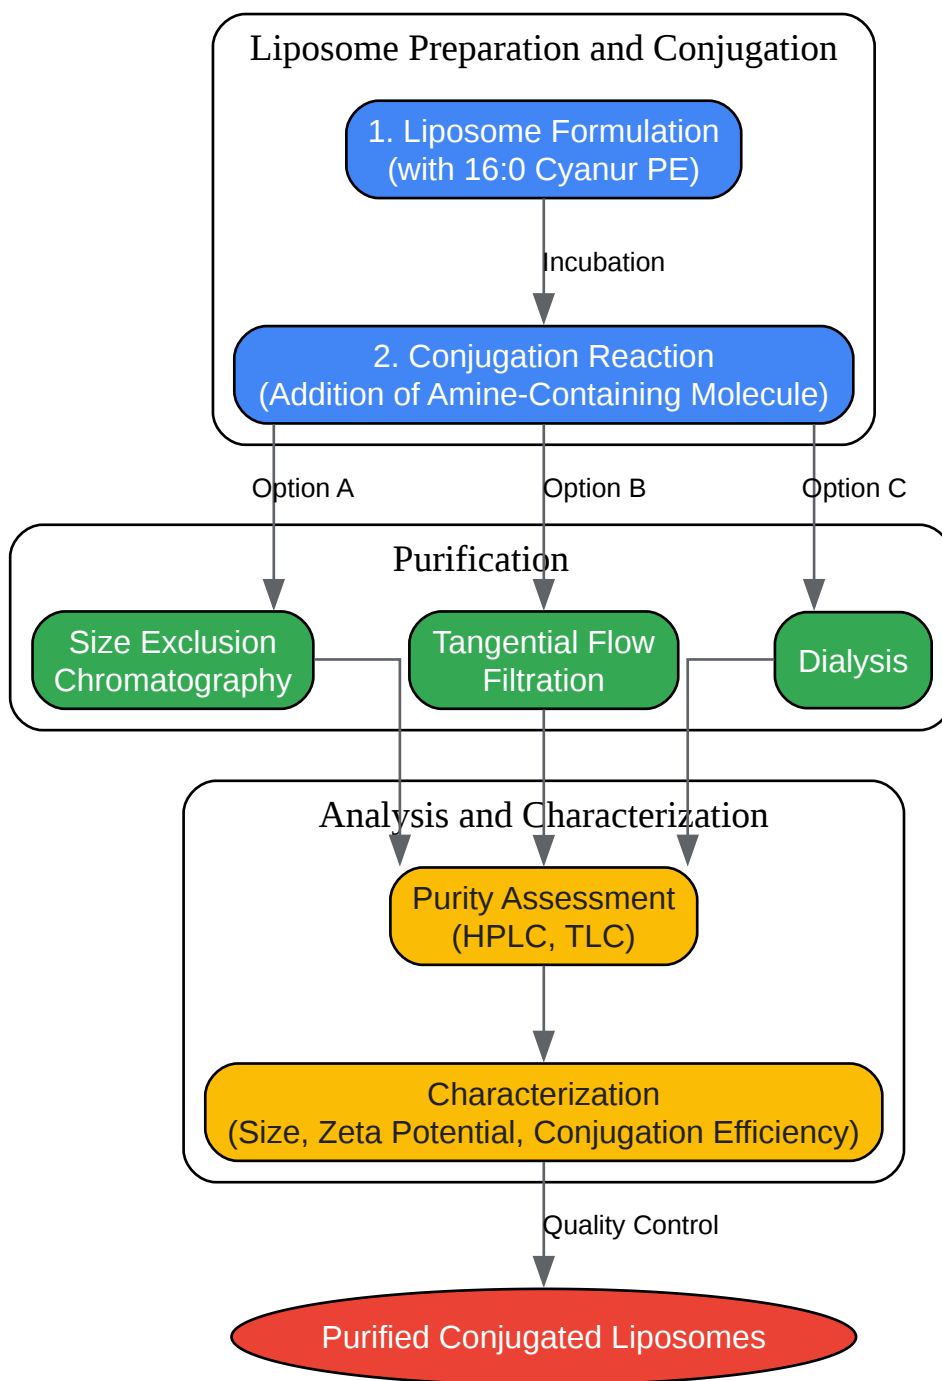 Liposome Preparation and Conjugation
1. Liposome Formulation
(with 16:0 Cyanur PE)
Incubation
2. Conjugation Reaction
(Addition of Amine-Containing Molecule)
Option A
Option B
Option C
Purification
Size Exclusion
Chromatography
Tangential Flow
Filtration
Dialysis
Analysis and Characterization
Purity Assessment
(HPLC, TLC)
Characterization
(Size, Zeta Potential, Conjugation Efficiency)
Quality Control
Purified Conjugated Liposomes